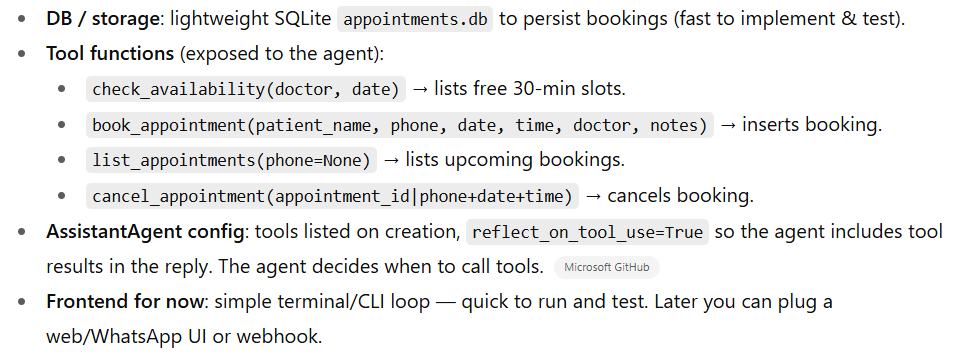 DB / storage: lightweight SQLite appointments.db to persist bookings (fast to implement & test).
Tool functions (exposed to the agent):
check_availability(doctor, date) → lists free 30-min slots.
book_appointment(patient_name, phone, date, time, doctor, notes) → inserts booking.
list_appointments(phone=None) → lists upcoming bookings.
cancel_appointment(appointment_id|phone+date+time) → cancels booking.
AssistantAgent config: tools listed on creation, reflect_on_tool_use=True so the agent includes tool
results in the reply. The agent decides when to call tools. Microsoft GitHub
Frontend for now: simple terminal/CLI loop — quick to run and test. Later you can plug a
web/WhatsApp UI or webhook.